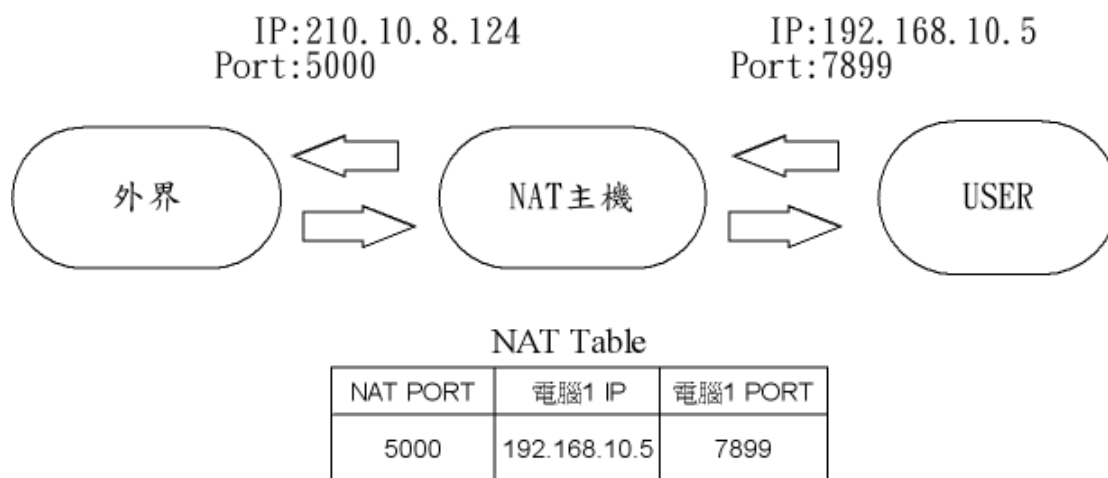 IP:210.10.8.124
Port:5000
IP:192.168.10.5
Port:7899
外界
NAT主機
USER
NAT Table
NAT PORT 電腦1 IP 電腦1 PORT
5000 192.168.10.5 7899